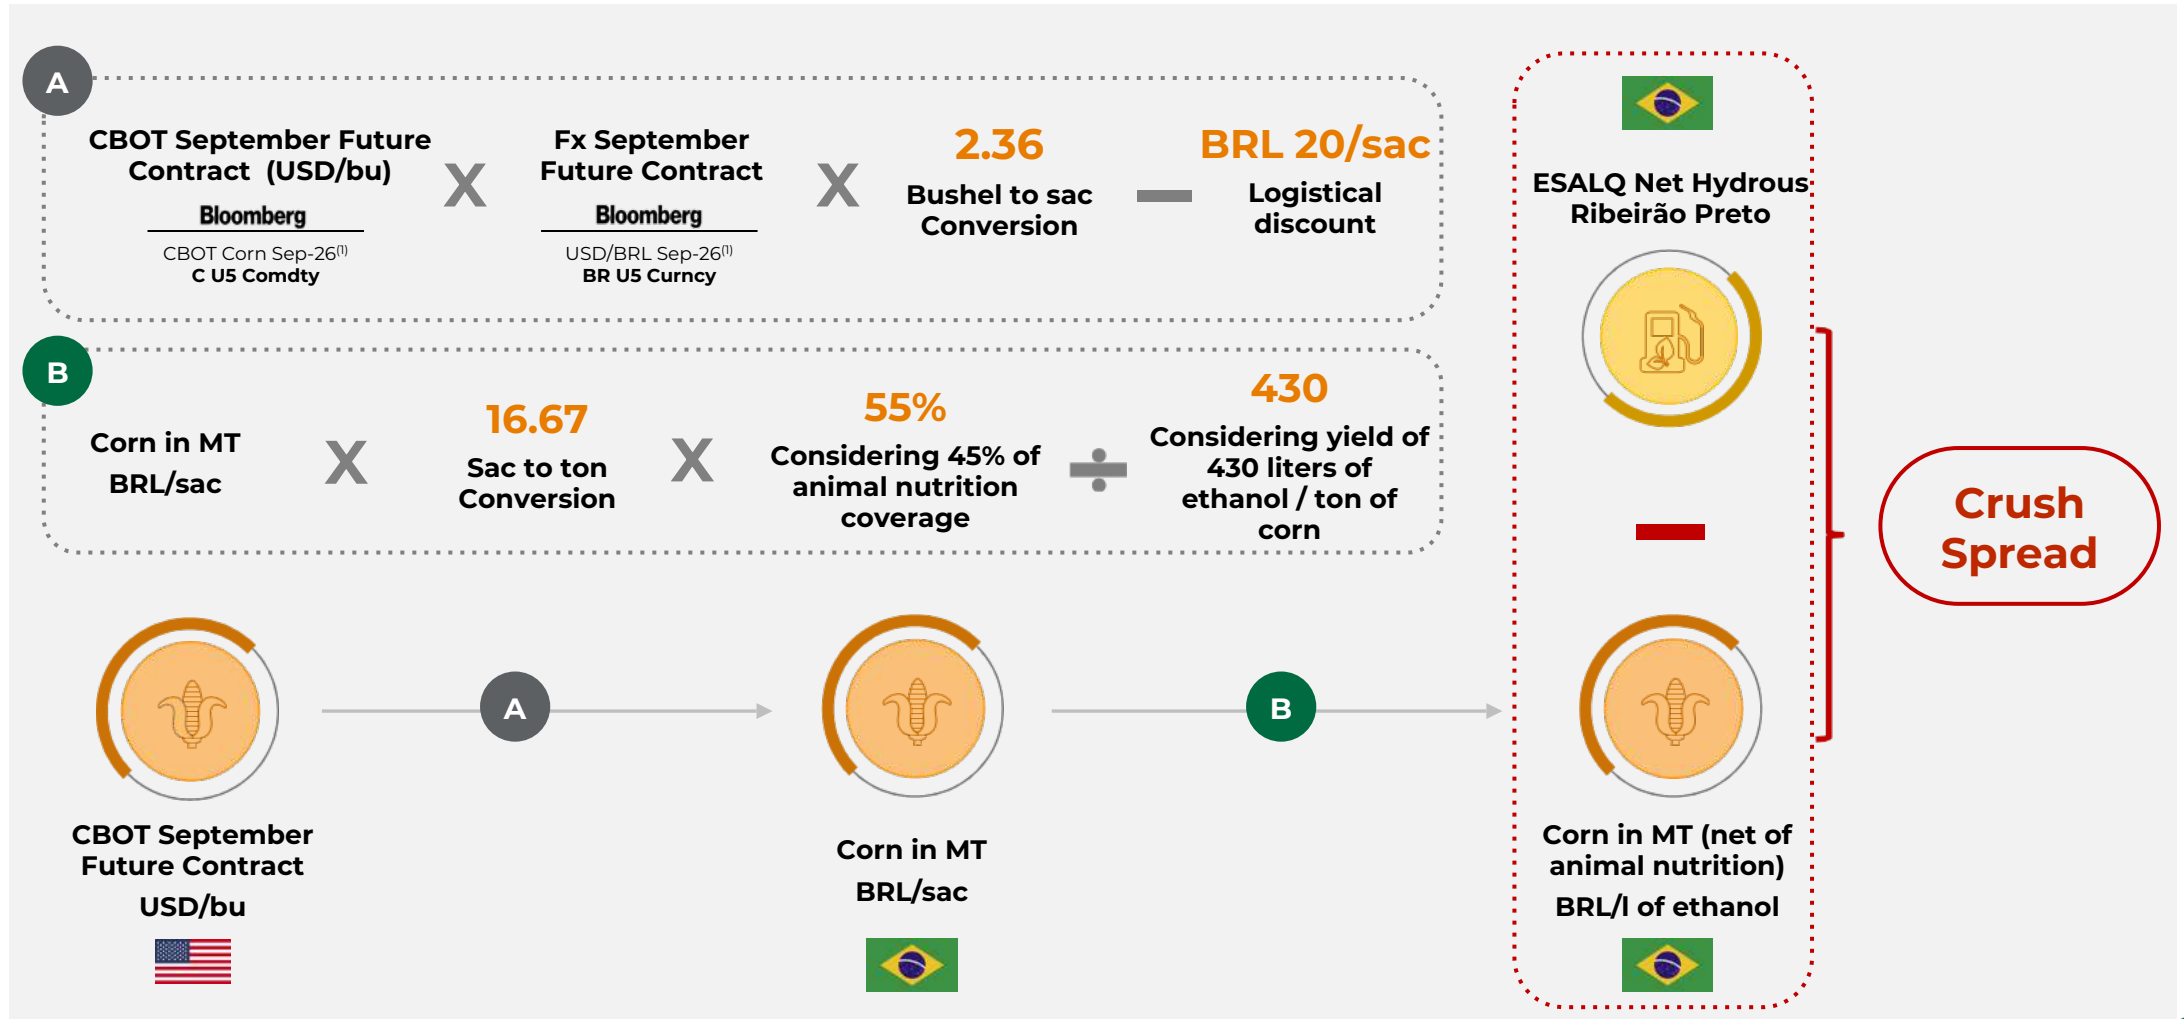 A
CBOT September Future
Contract (USD/bu)
Bloomberg
CBOT Corn Sep-26(1)
C U5 Comdty
X
Fx September
Future Contract
Bloomberg
USD/BRL Sep-26(1)
BR U5 Curncy
X
2.36
Bushel to sac
Conversion
BRL 20/sac
Logistical
discount
B
Corn in MT
BRL/sac
X
16.67
Sac to ton
Conversion
X
55%
Considering 45% of
animal nutrition
coverage
÷
430
Considering yield of
430 liters of
ethanol / ton of
corn
ESALQ Net Hydrous
Ribeirão Preto
Crush
Spread
A
B
CBOT September
Future Contract
USD/bu
Corn in MT
BRL/sac
Corn in MT (net of
animal nutrition)
BRL/l of ethanol